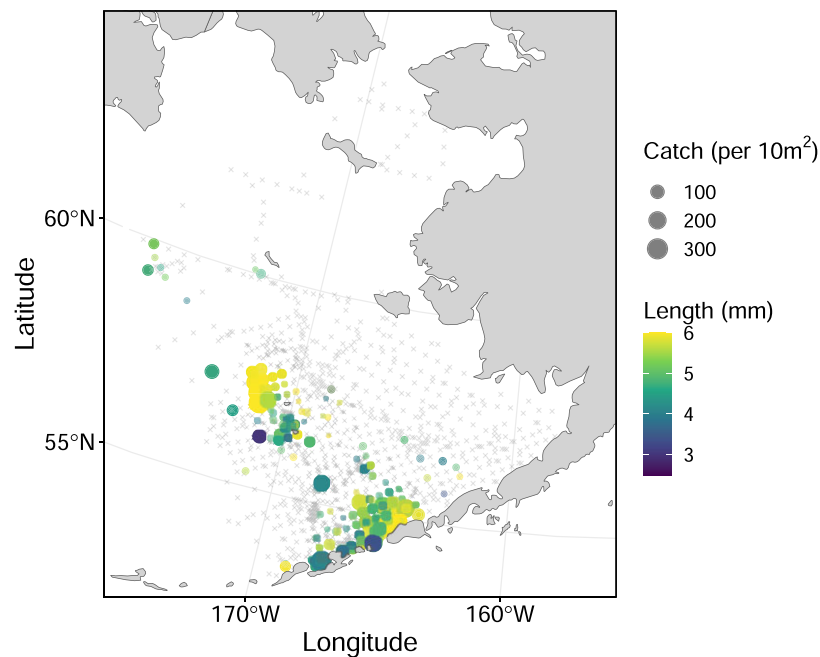 60°N
55°N
Latitude
170°W
160°W
Longitude
Catch (per 10m²)
100
200
300
Length (mm)
6
5
4
3